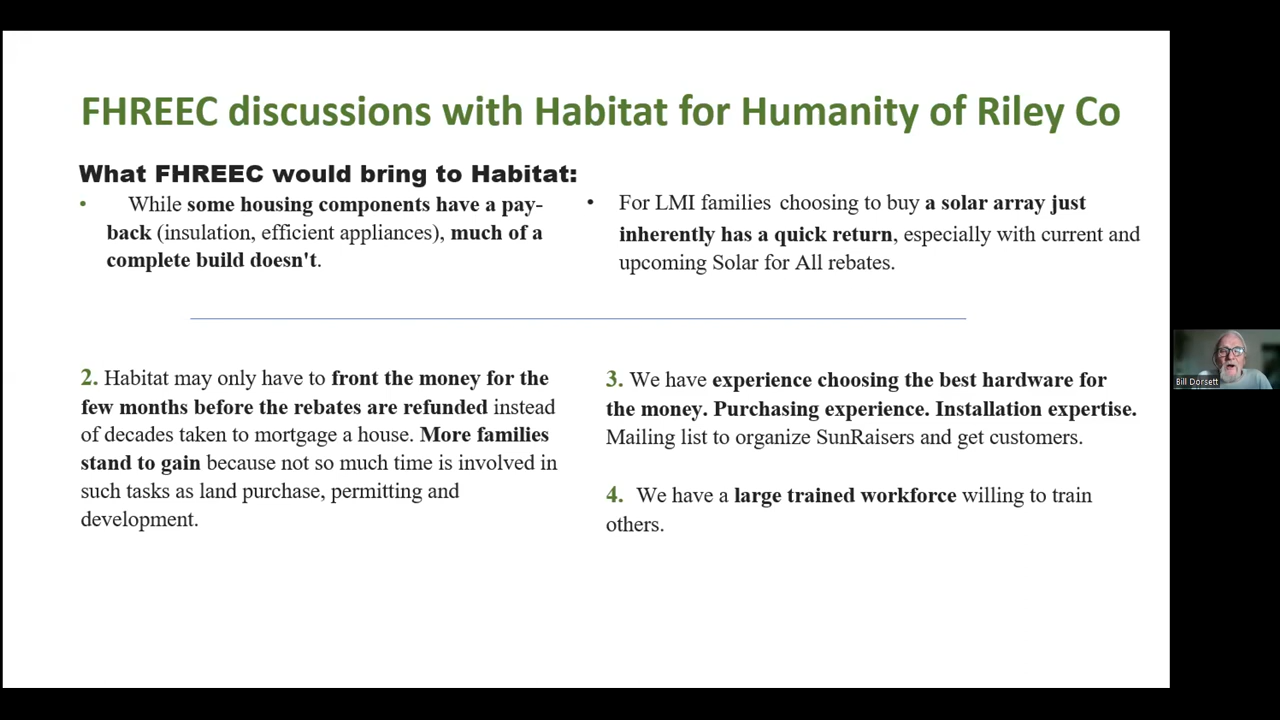 FHREEC discussions with Habitat for Humanity of Riley Co
What FHREEC would bring to Habitat:
• While some housing components have a pay-
back (insulation, efficient appliances), much of a
complete build doesn't.
• For LMI families choosing to buy a solar array just
inherently has a quick return, especially with current and
upcoming Solar for All rebates.
2. Habitat may only have to front the money for the
few months before the rebates are refunded instead
of decades taken to mortgage a house. More families
stand to gain because not so much time is involved in
such tasks as land purchase, permitting and
development.
3. We have experience choosing the best hardware for
the money. Purchasing experience. Installation expertise.
Mailing list to organize SunRaisers and get customers.
4. We have a large trained workforce willing to train
others.
Bill Dorsett